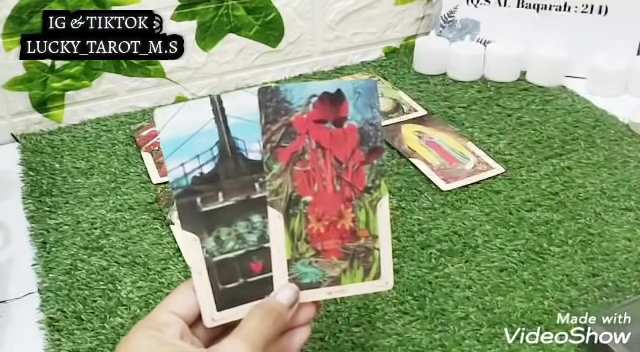 IG & TIKTOK
LUCKY_TAROT_M.S
(Q.S AL Baqarah : 214)
Made with
VideoShow